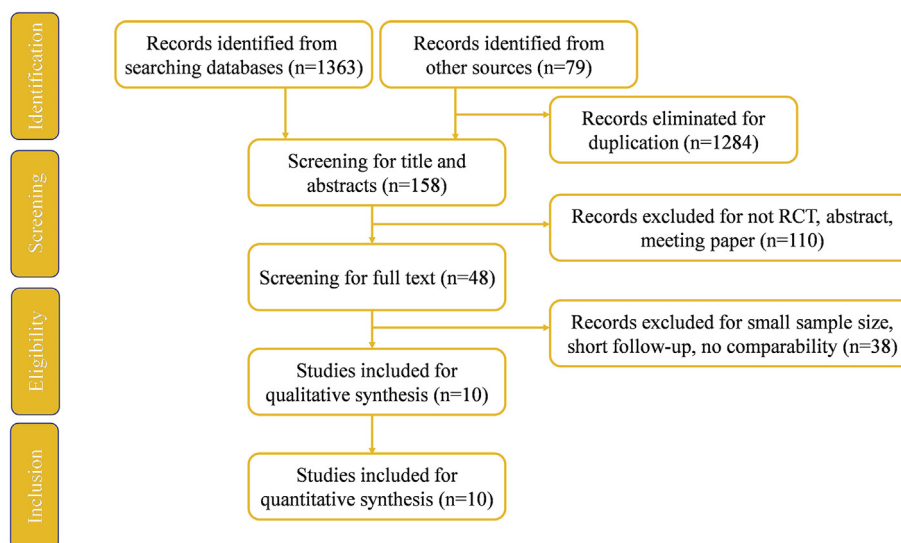 Identification
Records identified from
searching databases (n=1363)
Records identified from
other sources (n=79)
Records eliminated for
duplication (n=1284)
Screening
Screening for title and
abstracts (n=158)
Records excluded for not RCT, abstract,
meeting paper (n=110)
Screening for full text (n=48)
Eligibility
Records excluded for small sample size,
short follow-up, no comparability (n=38)
Studies included for
qualitative synthesis (n=10)
Inclusion
Studies included for
quantitative synthesis (n=10)